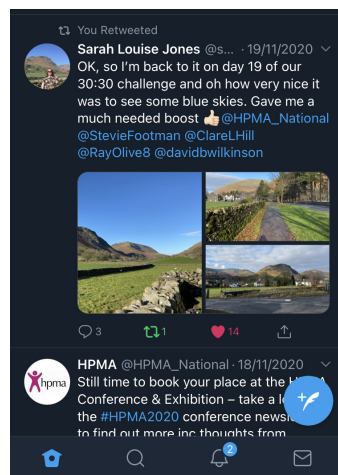 You Retweeted
Sarah Louise Jones @s... · 19/11/2020
OK, so I'm back to it on day 19 of our
30:30 challenge and oh how very nice it
was to see some blue skies. Gave me a
much needed boost 👍🏻@HPMA_National
@StevieFootman @ClareLHill
@RayOlive8 @davidbwilkinson
3 1 14
HPMA @HPMA_National · 18/11/2020
hpma
Still time to book your place at the
Conference & Exhibition – take a
the #HPMA2020 conference
to find out more inc thoughts from
2